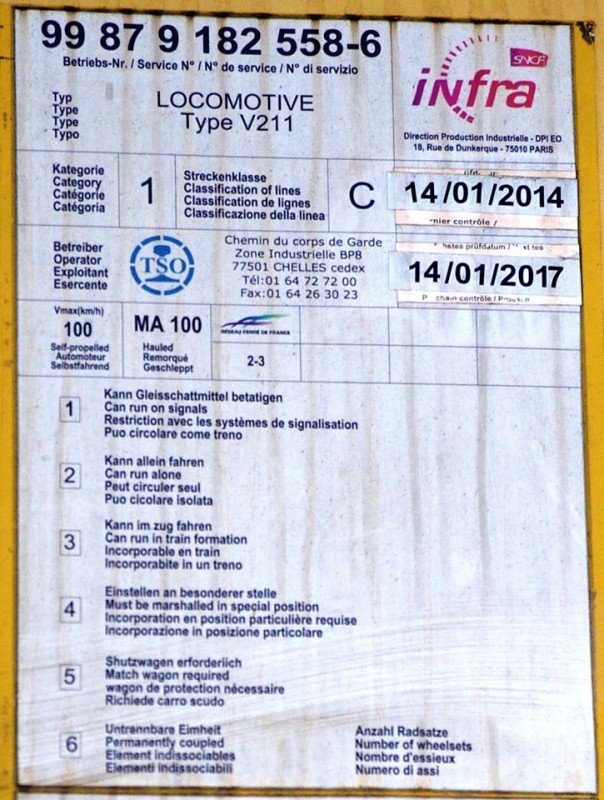 99 87 9 182 558-6
Betriebs-Nr. / Service N° / N° de service / N° di servizio
SNCF
infra
Direction Production Industrielle - DPI EO
18, Rue de Dunkerque - 75010 PARIS
Typ
Type
Type
Typo
LOCOMOTIVE
Type V211
Kategorie
Category
Catégorie
Catégoria
1
Streckenklasse
Classification of lines
Classification de lignes
Classificazione della linea
C
14/01/2014
nier contrôle /
Betreiber
Operator
Exploitant
Esercente
TSO
Chemin du corps de Garde
Zone Industrielle BP8
77501 CHELLES cedex
Tél:01 64 72 72 00
Fax:01 64 26 30 23
14/01/2017
chain contrôle /
Vmax(km/h)
100
Self-propelled
Automoteur
Selbstfahrend
MA 100
Hauled
Remorqué
Geschleppt
RÉSEAU FERRÉ DE FRANCE
2-3
1
Kann Gleisschattmittel betatigen
Can run on signals
Restriction avec les systèmes de signalisation
Puo circolare come treno
2
Kann allein fahren
Can run alone
Peut circuler seul
Puo cicolare isolata
3
Kann im zug fahren
Can run in train formation
Incorporable en train
Incorporabite in un treno
4
Einstellen an besonderer stelle
Must be marshalled in special position
Incorporation en position particulière requise
Incorporazione in posizione particolare
5
Shutzwagen erforderlich
Match wagon required
wagon de protection nécessaire
Richiede carro scudo
6
Untrannbare Eimheit
Permanently coupled
Element indissociables
Elementi indissociabili
Anzahl Radsatze
Number of wheelsets
Nombre d'essieux
Numero di assi